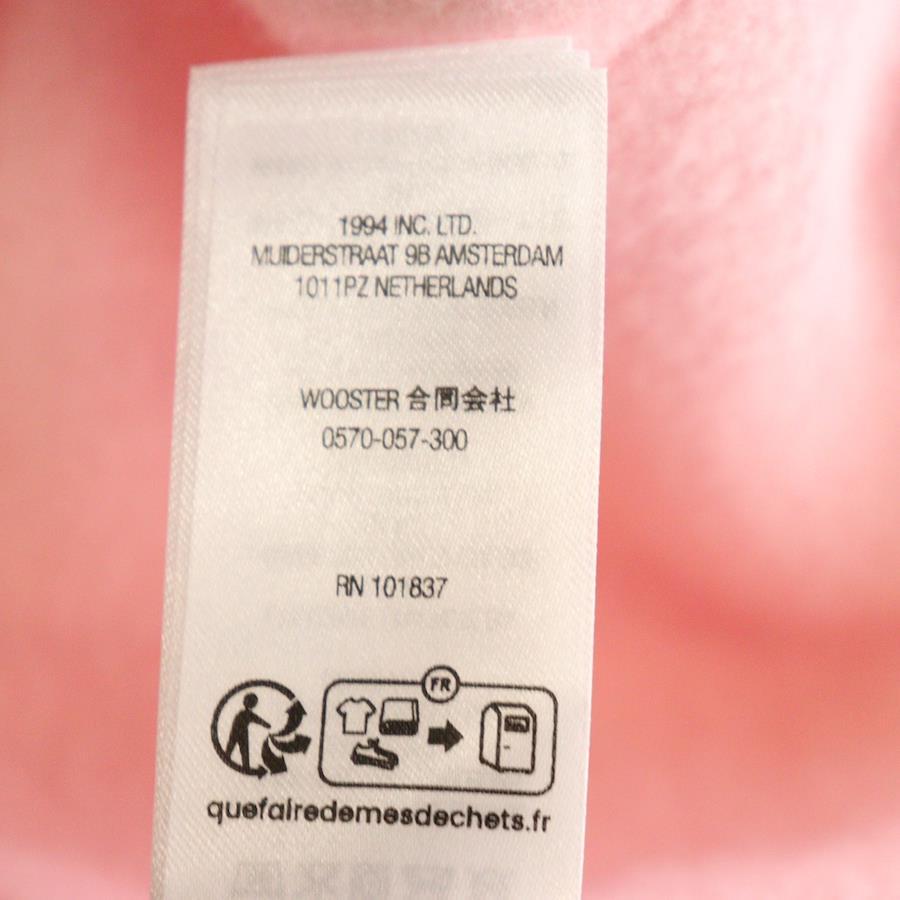 1994 INC. LTD.
MUIDERSTRAAT 9B AMSTERDAM
1011PZ NETHERLANDS
WOOSTER 合同会社
0570-057-300
RN 101837
FR
quefairedemesdechets.fr